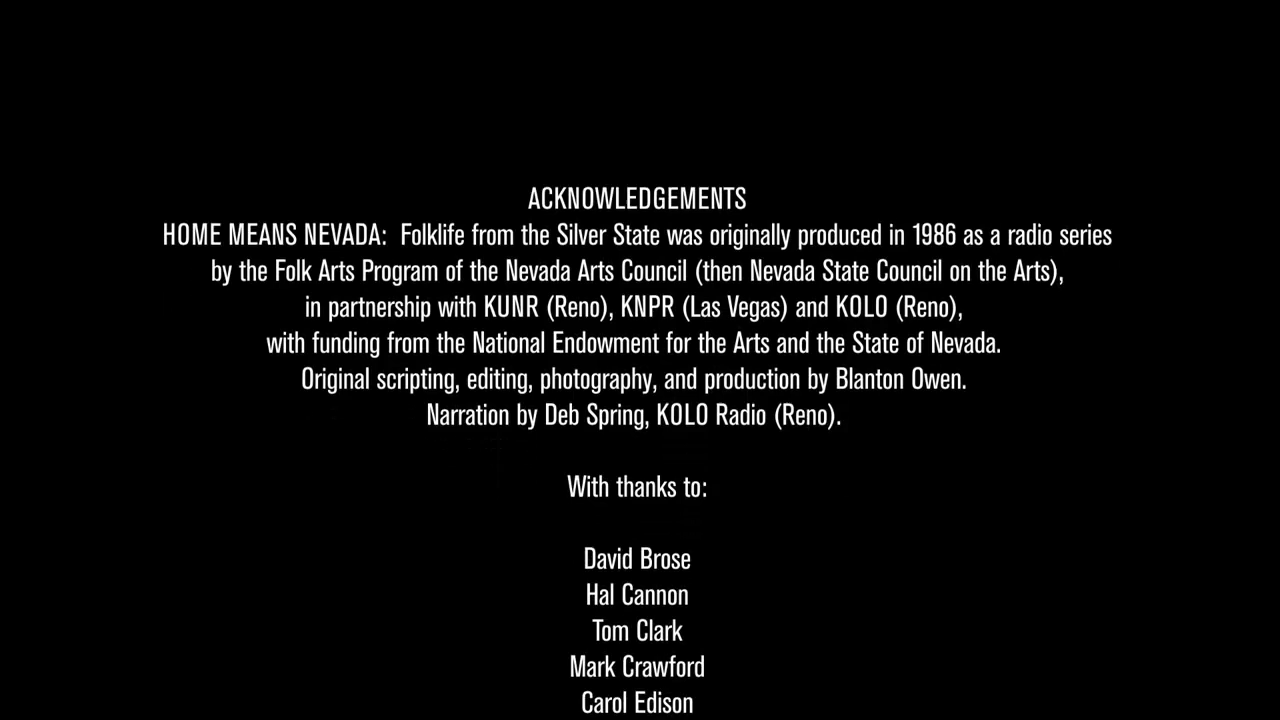 ACKNOWLEDGEMENTS
HOME MEANS NEVADA: Folklife from the Silver State was originally produced in 1986 as a radio series
by the Folk Arts Program of the Nevada Arts Council (then Nevada State Council on the Arts),
in partnership with KUNR (Reno), KNPR (Las Vegas) and KOLO (Reno),
with funding from the National Endowment for the Arts and the State of Nevada.
Original scripting, editing, photography, and production by Blanton Owen.
Narration by Deb Spring, KOLO Radio (Reno).
With thanks to:
David Brose
Hal Cannon
Tom Clark
Mark Crawford
Carol Edison